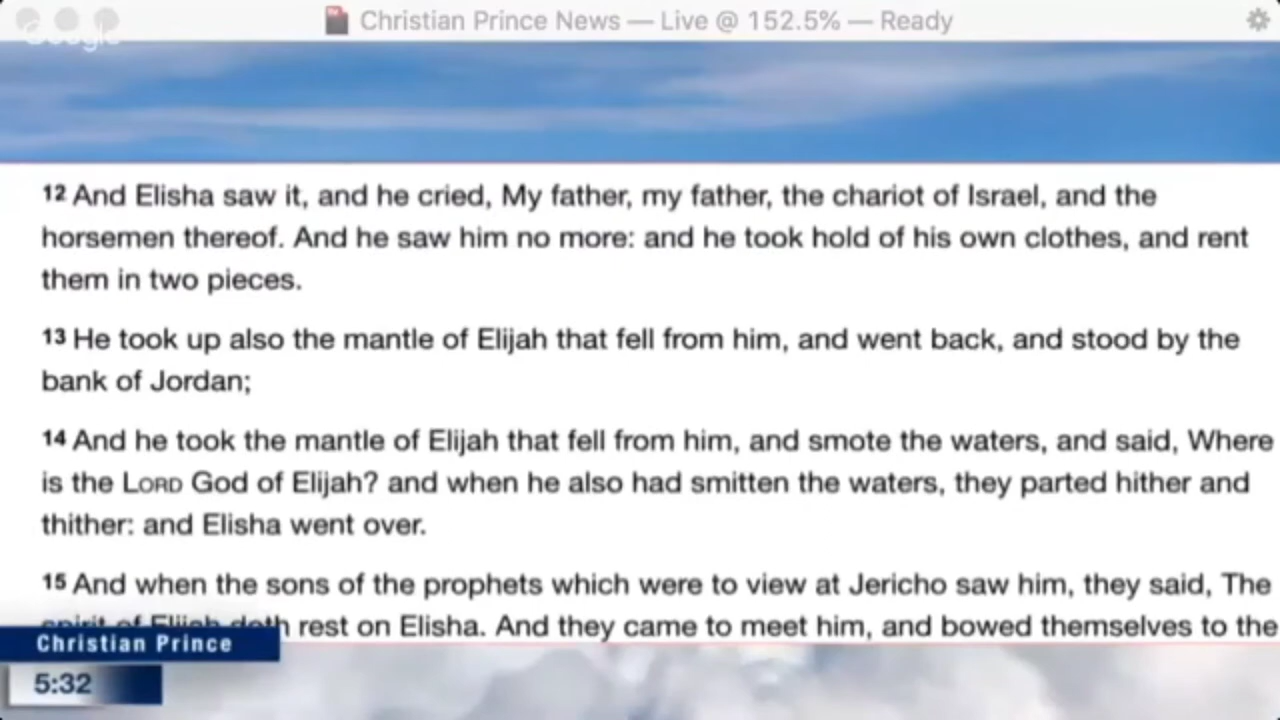 Christian Prince News — Live @ 152.5% — Ready
Google
12 And Elisha saw it, and he cried, My father, my father, the chariot of Israel, and the
horsemen thereof. And he saw him no more: and he took hold of his own clothes, and rent
them in two pieces.
13 He took up also the mantle of Elijah that fell from him, and went back, and stood by the
bank of Jordan;
14 And he took the mantle of Elijah that fell from him, and smote the waters, and said, Where
is the LORD God of Elijah? and when he also had smitten the waters, they parted hither and
thither: and Elisha went over.
15 And when the sons of the prophets which were to view at Jericho saw him, they said, The
spirit of Elijah doth rest on Elisha. And they came to meet him, and bowed themselves to the
Christian Prince
5:32